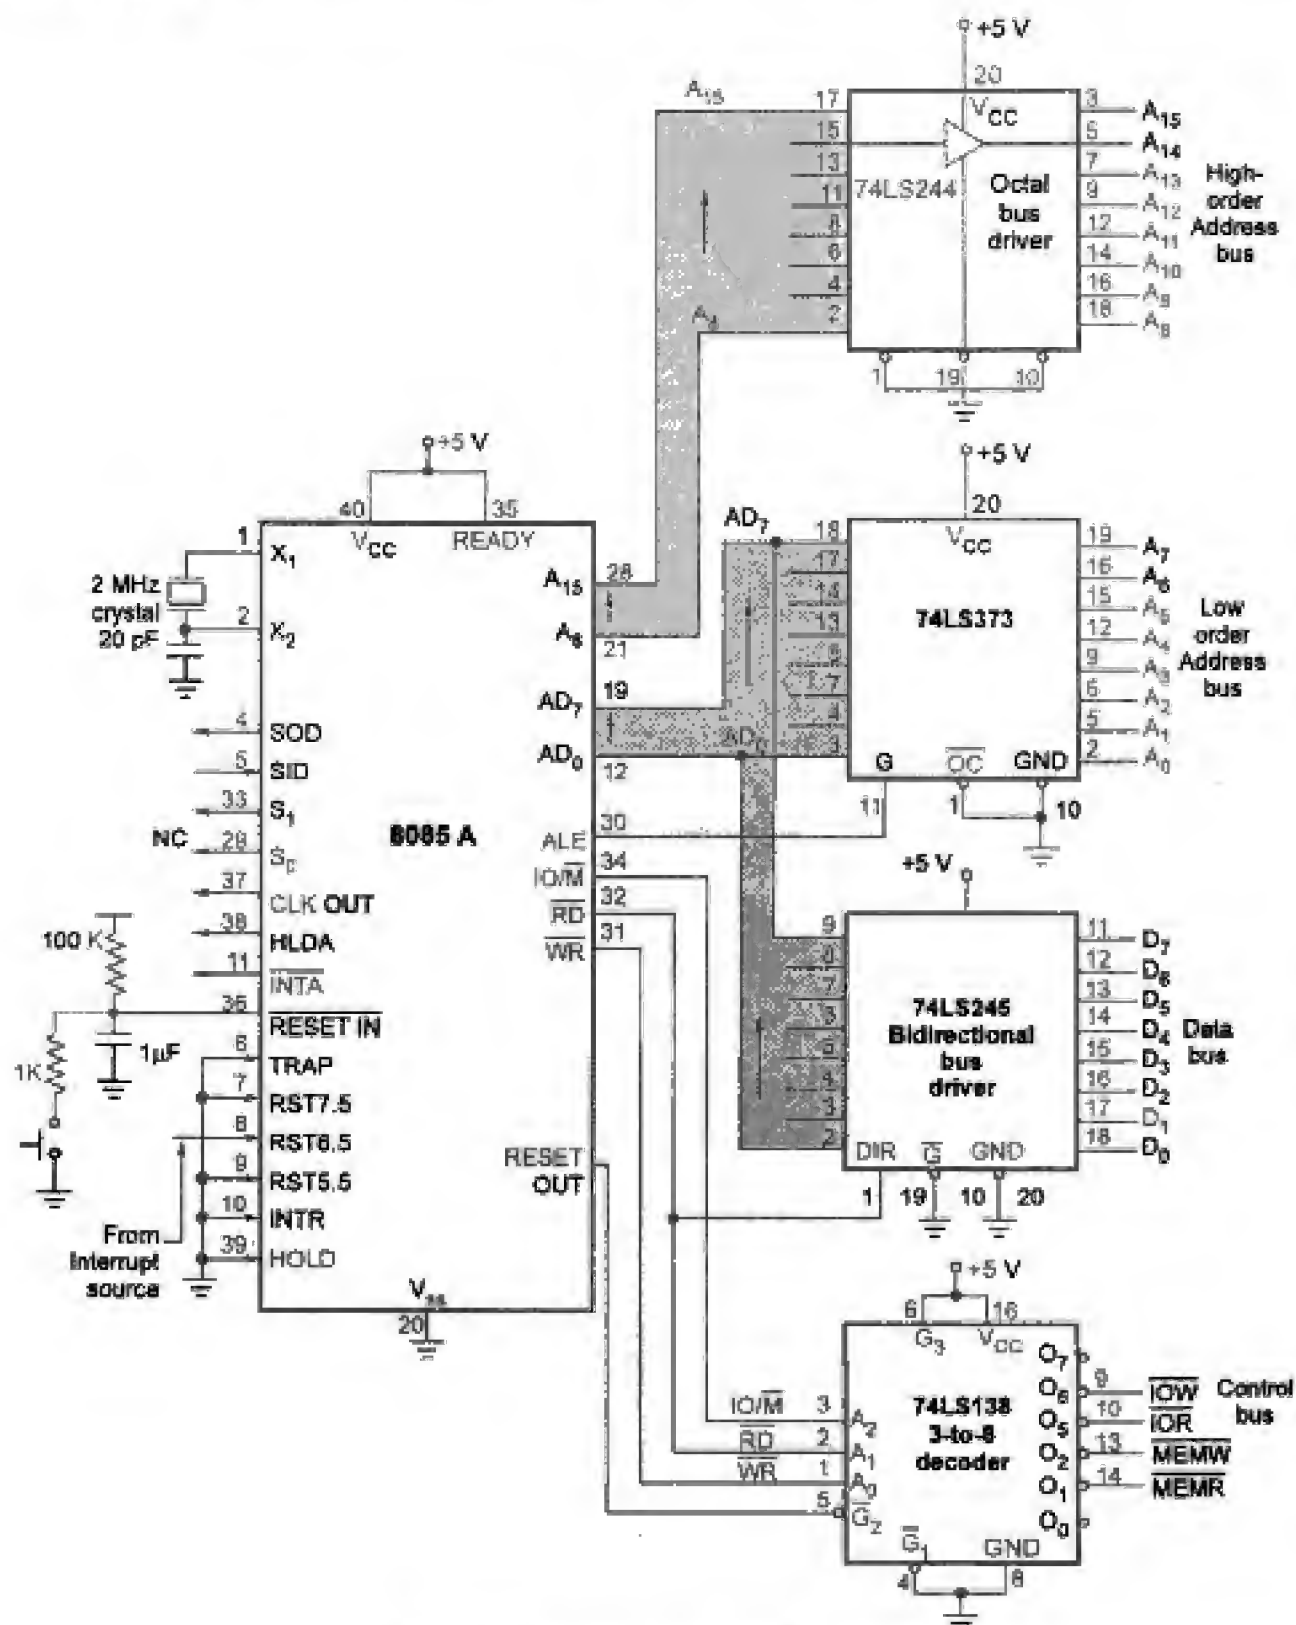 +5 V
20
A15
17
VCC
3
A15
15
5
A14
13
7
A13
High-
74LS244
Octal
11
9
A12
order
bus
8
12
A11
Address
driver
6
14
A10
bus
4
16
A9
2
18
A8
1
19
10
+5 V
40
35
VCC
READY
+5 V
20
AD7
18
VCC
19
A7
17
16
A6
14
15
A5
Low
13
74LS373
12
A4
order
8
9
A3
Address
7
6
A2
bus
4
5
A1
3
2
A0
G
OC
GND
11
1
10
1
X1
2 MHz
crystal
20 pF
2
X2
A15
28
21
AD7
19
AD0
12
4
SOD
5
SID
33
S1
NC
29
37
CLK OUT
38
HLDA
11
INTA
100 K
36
RESET IN
1µF
1K
6
TRAP
7
RST7.5
8
RST6.5
9
RST5.5
10
INTR
39
HOLD
From
Interrupt
source
8085 A
ALE
30
IO/M
34
RD
32
WR
31
RESET
OUT
Vss
20
+5 V
9
11
D7
8
12
D6
7
13
D5
74LS245
6
14
D4
Data
Bidirectional
5
15
D3
bus
bus
4
16
D2
driver
3
17
D1
2
18
D0
DIR
G
GND
1
19
10
20
+5 V
6
16
G3
VCC
O7
O6
9
IOW
Control
74LS138
O5
10
IOR
bus
3-to-8
O2
13
MEMW
decoder
O1
14
MEMR
O0
IO/M
3
A2
RD
2
A1
WR
1
A0
5
G2
G1
GND
4
8